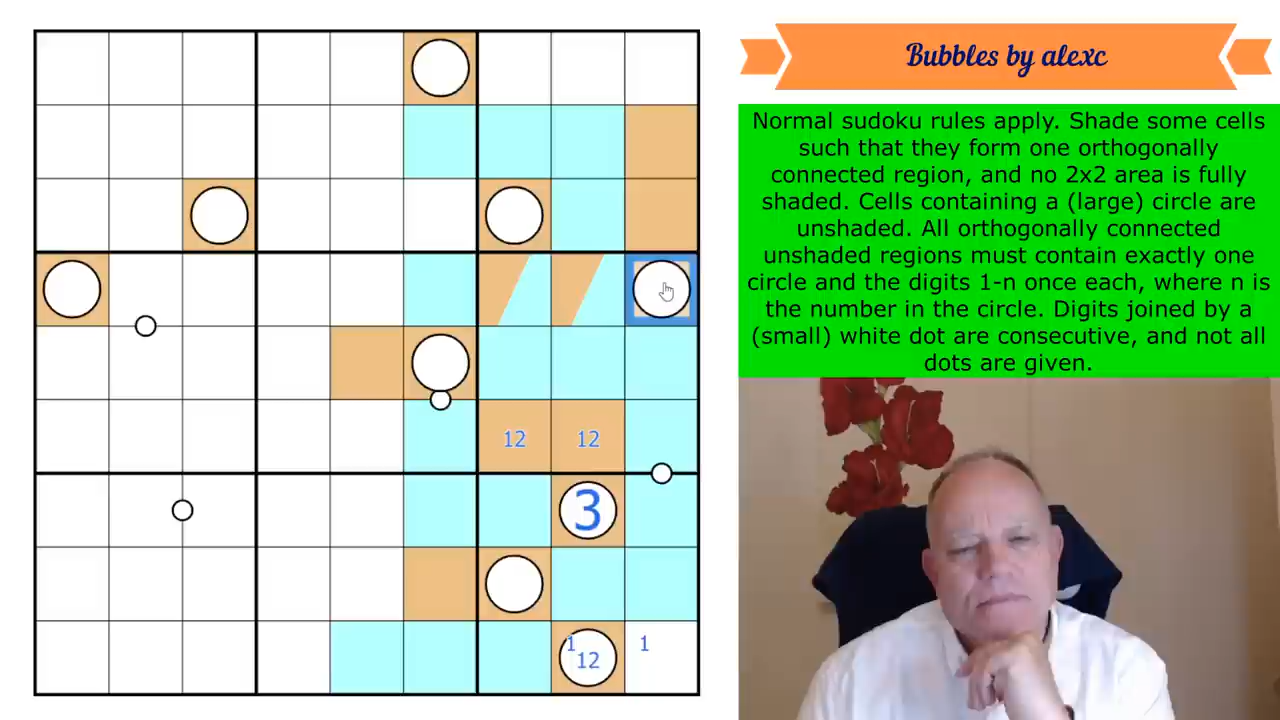 Bubbles by alexc
Normal sudoku rules apply. Shade some cells
such that they form one orthogonally
connected region, and no 2x2 area is fully
shaded. Cells containing a (large) circle are
unshaded. All orthogonally connected
unshaded regions must contain exactly one
circle and the digits 1-n once each, where n is
the number in the circle. Digits joined by a
(small) white dot are consecutive, and not all
dots are given.
12 12
3
1 12 1